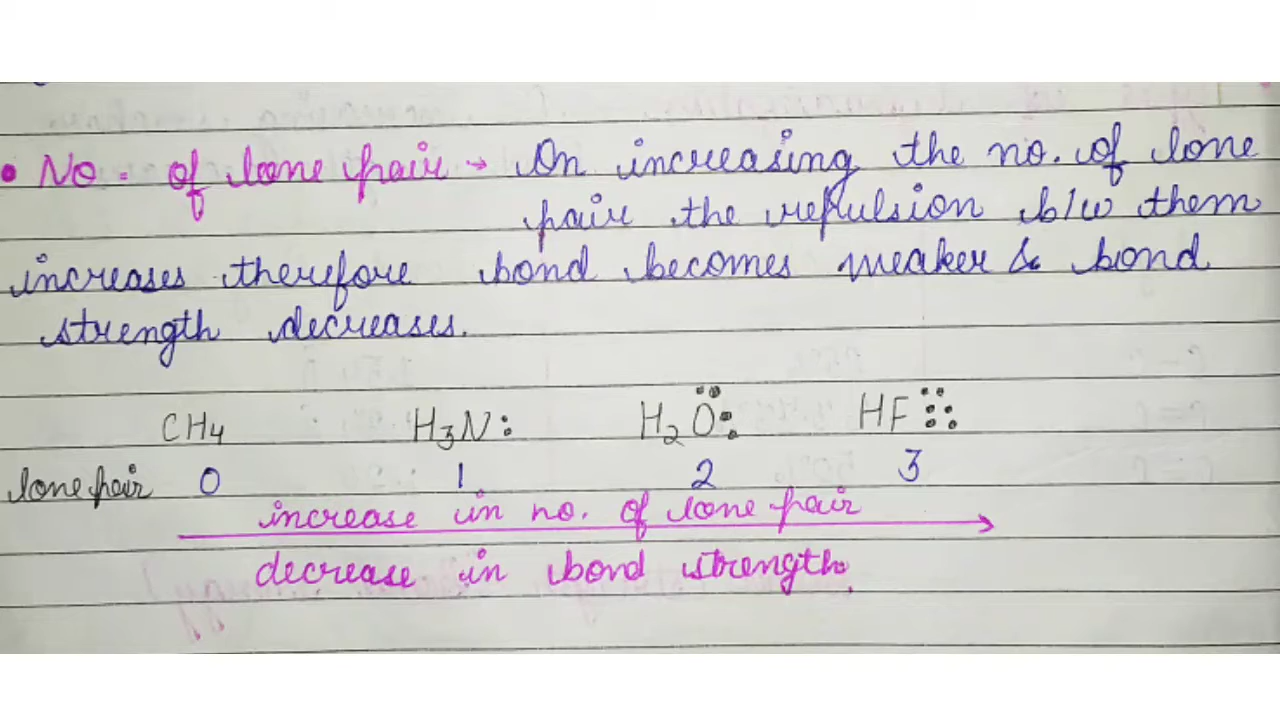 • No. of lone pair → On increasing the no. of lone
pair the repulsion b/w them
increases therefore bond becomes weaker & bond
strength decreases.
CH4 H3N: H2O HF
lone pair 0 1 2 3
increase in no. of lone pair
decrease in bond strength.